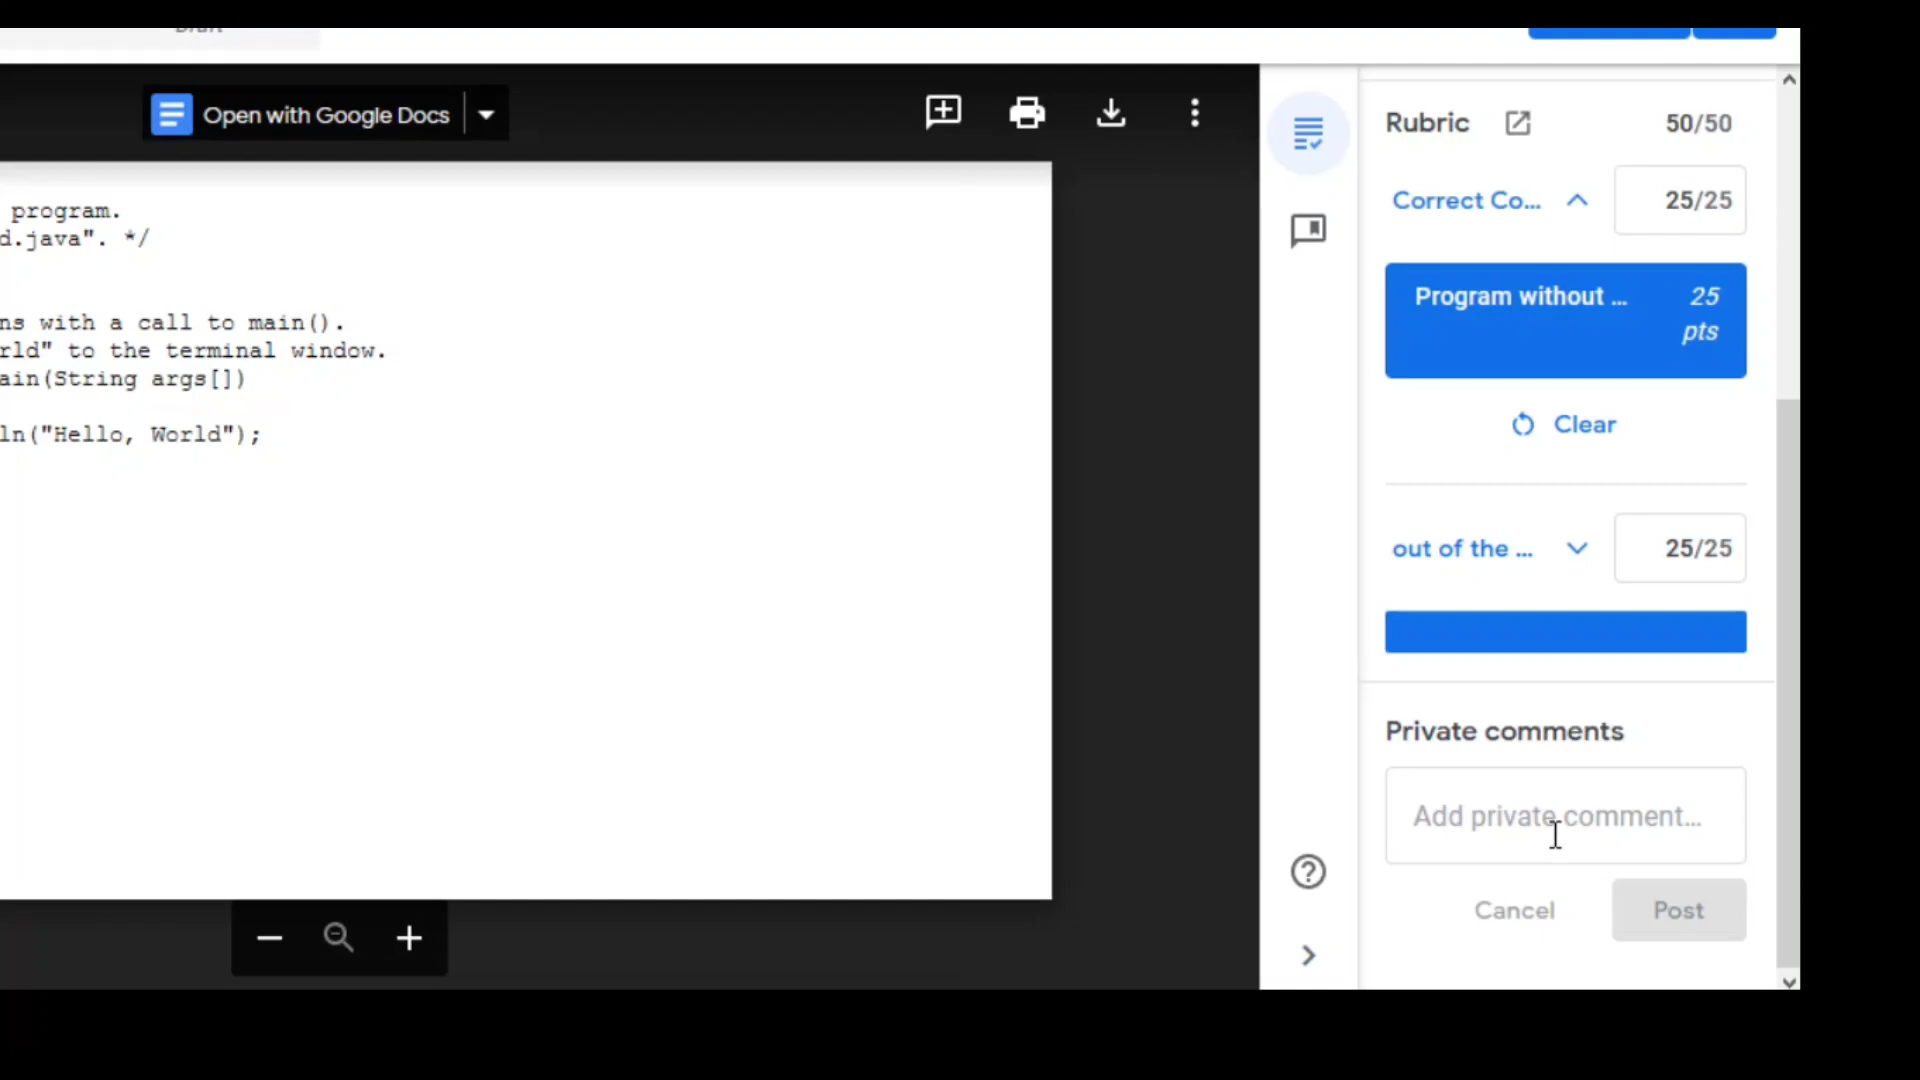 Draft
Open with Google Docs
program.
d.java". */
ns with a call to main().
rld" to the terminal window.
ain(String args[])
ln("Hello, World");
Rubric 50/50
Correct Co... 25/25
Program without ... 25
pts
Clear
out of the ... 25/25
Private comments
Add private comment...
Cancel Post